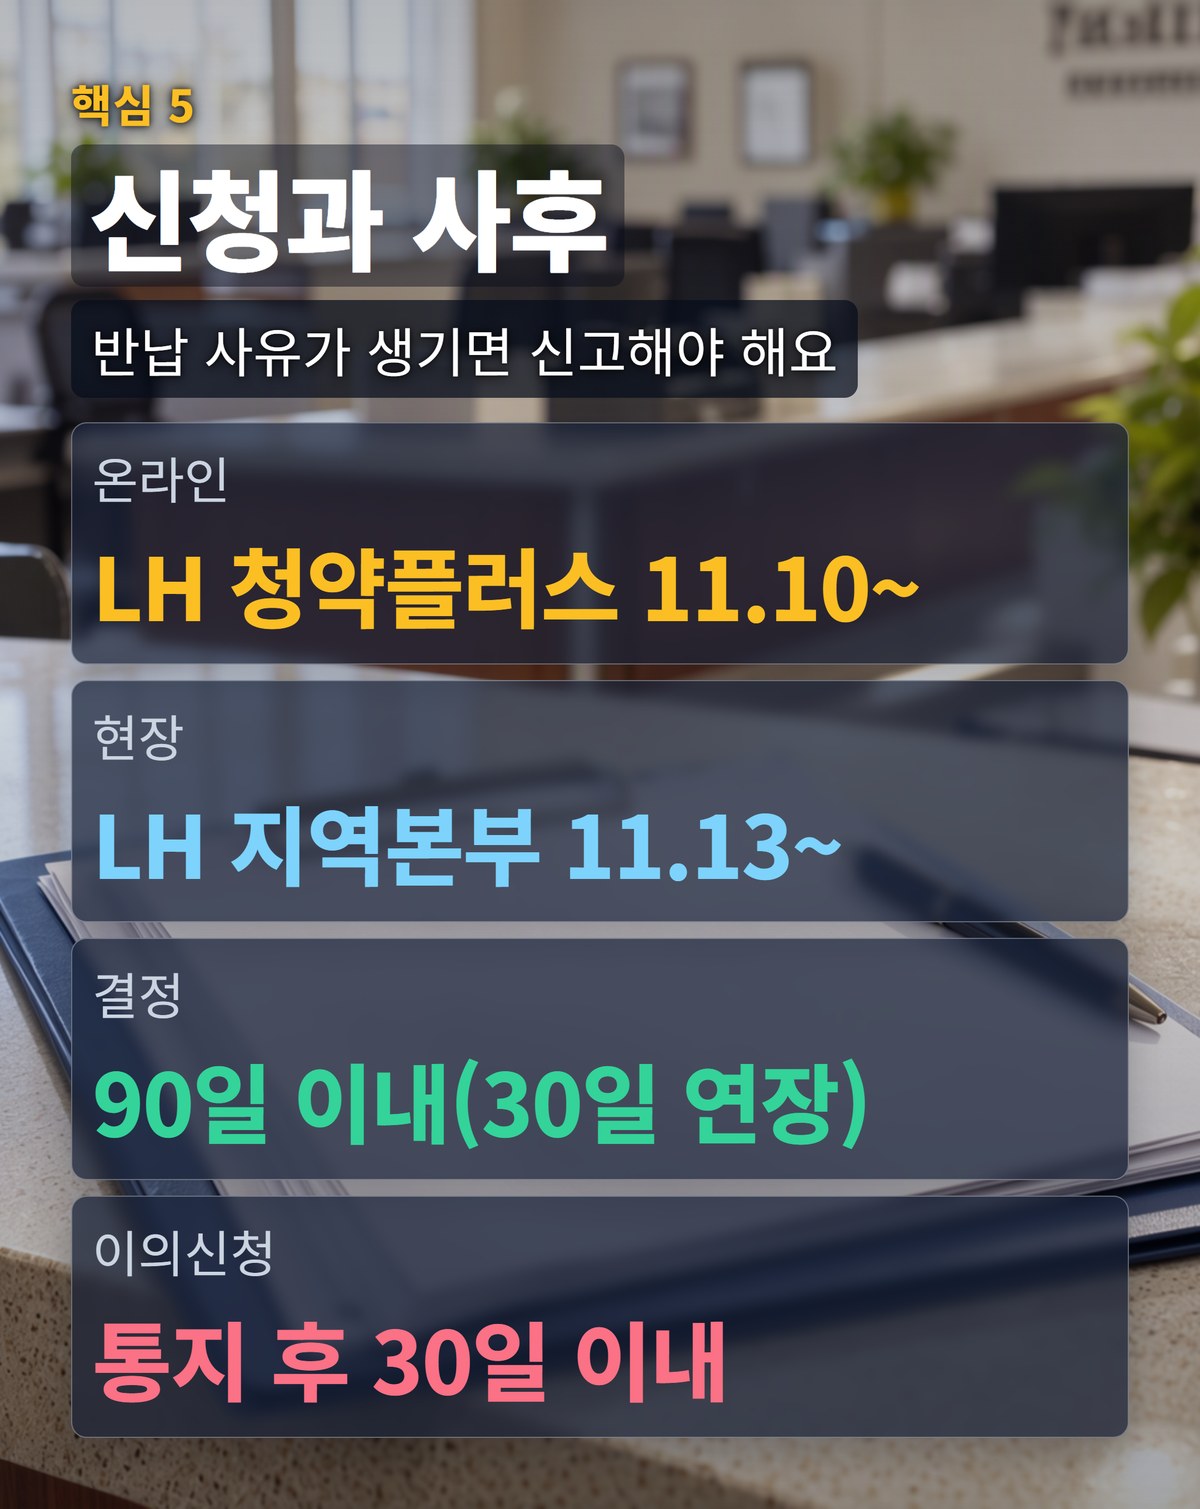 핵심 5
신청과 사후
반납 사유가 생기면 신고해야 해요
온라인
LH 청약플러스 11.10~
현장
LH 지역본부 11.13~
결정
90일 이내(30일 연장)
이의신청
통지 후 30일 이내